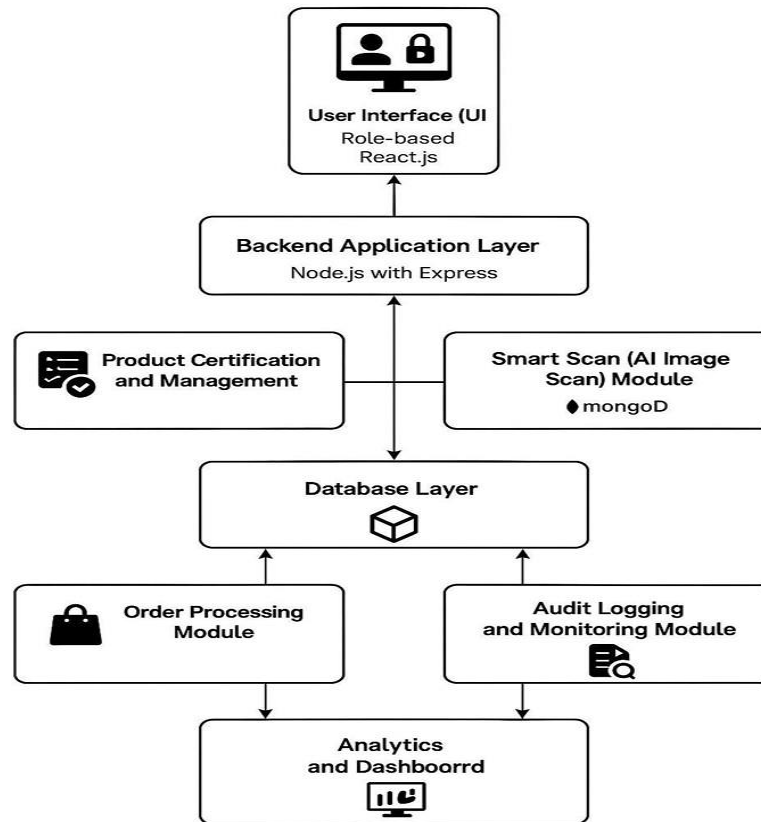 User Interface (UI
Role-based
React.js
Backend Application Layer
Node.js with Express
Product Certification
and Management
Smart Scan (AI Image
Scan) Module
mongoD
Database Layer
Order Processing
Module
Audit Logging
and Monitoring Module
Analytics
and Dashboorrd